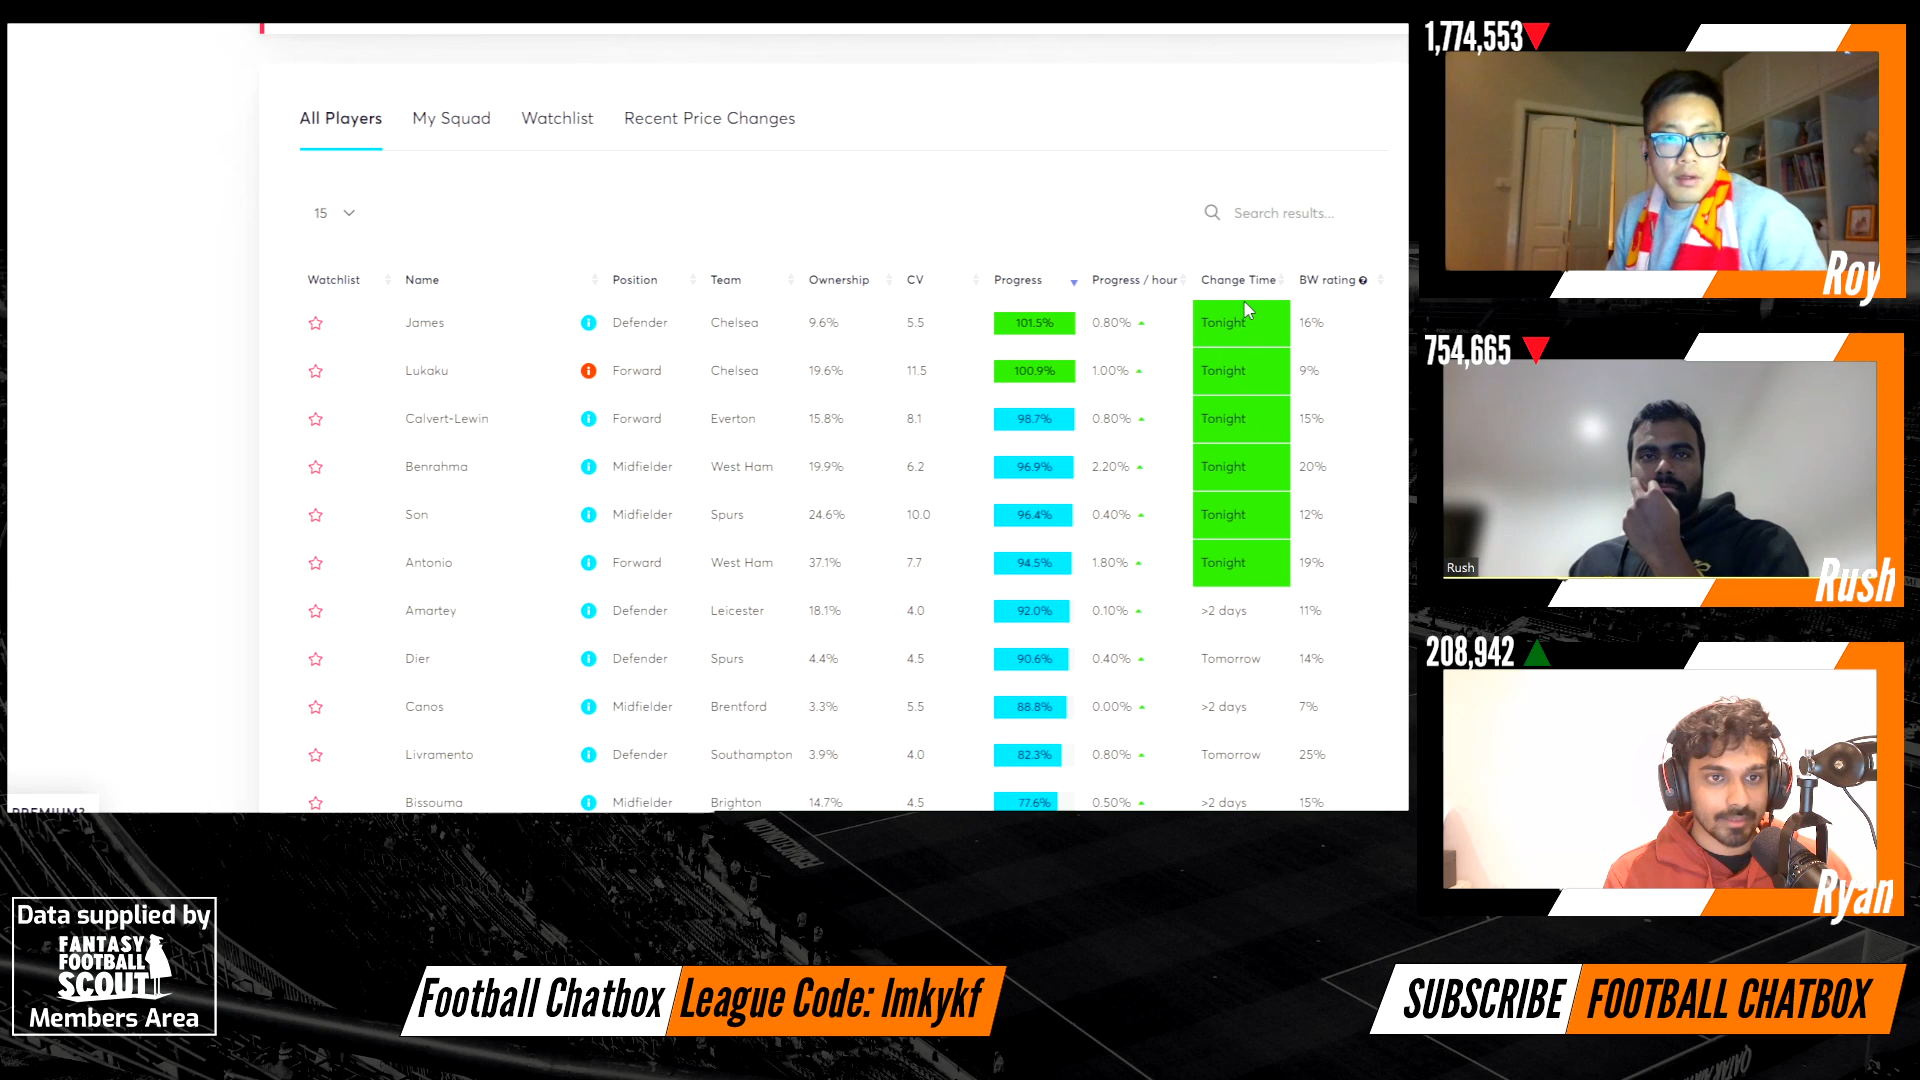 All Players My Squad Watchlist Recent Price Changes
15 Search results...
Watchlist Name Position Team Ownership CV Progress Progress / hour Change Time BW rating
James Defender Chelsea 9.6% 5.5 101.5% 0.80% Tonight 16%
Lukaku Forward Chelsea 19.6% 11.5 100.9% 1.00% Tonight 9%
Calvert-Lewin Forward Everton 15.8% 8.1 98.7% 0.80% Tonight 15%
Benrahma Midfielder West Ham 19.9% 6.2 96.9% 2.20% Tonight 20%
Son Midfielder Spurs 24.6% 10.0 96.4% 0.40% Tonight 12%
Antonio Forward West Ham 37.1% 7.7 94.5% 1.80% Tonight 19%
Amartey Defender Leicester 18.1% 4.0 92.0% 0.10% >2 days 11%
Dier Defender Spurs 4.4% 4.5 90.6% 0.40% Tomorrow 14%
Canos Midfielder Brentford 3.3% 5.5 88.8% 0.00% >2 days 7%
Livramento Defender Southampton 3.9% 4.0 82.3% 0.80% Tomorrow 25%
Bissouma Midfielder Brighton 14.7% 4.5 77.6% 0.50% >2 days 15%
PREMIUM?
1,774,553
Roy
754,665
Rush
Rush
208,942
Ryan
Data supplied by
FANTASY
FOOTBALL
SCOUT
Members Area
Football Chatbox League Code: lmkykf
SUBSCRIBE FOOTBALL CHATBOX